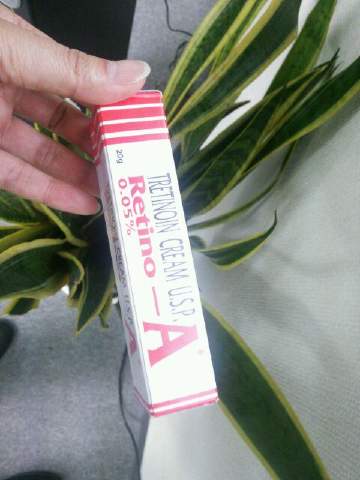 TRETINOIN CREAM U.S.P.
Retino-A
0.05%
20g